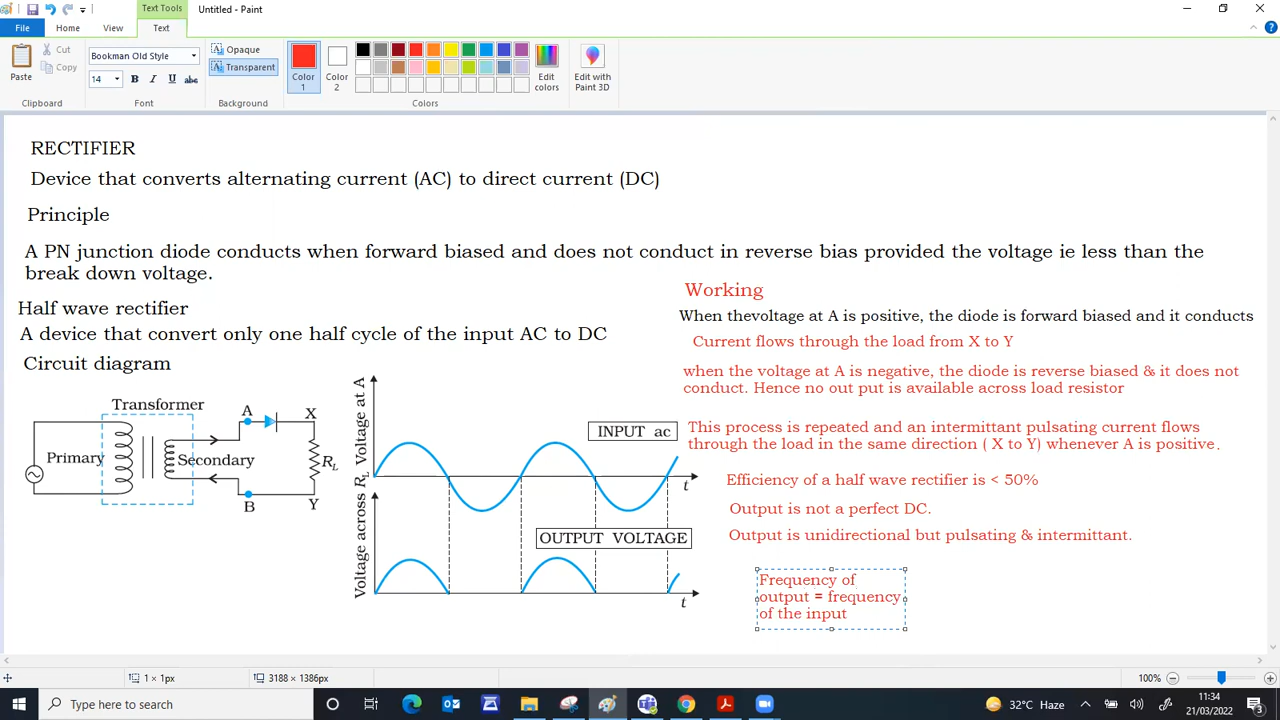 Text Tools
Untitled - Paint
File
Home
View
Text
Paste
Cut
Copy
Clipboard
Bookman Old Style
14
B I U abc
Font
Opaque
Transparent
Background
Color 1
Color 2
Edit colors
Colors
Edit with Paint 3D
RECTIFIER
Device that converts alternating current (AC) to direct current (DC)
Principle
A PN junction diode conducts when forward biased and does not conduct in reverse bias provided the voltage ie less than the
break down voltage.
Half wave rectifier
A device that convert only one half cycle of the input AC to DC
Circuit diagram
Transformer
Primary
Secondary
A
B
X
Y
RL
Voltage at A
INPUT ac
t
Voltage across RL
OUTPUT VOLTAGE
t
Working
When thevoltage at A is positive, the diode is forward biased and it conducts
Current flows through the load from X to Y
when the voltage at A is negative, the diode is reverse biased & it does not
conduct. Hence no out put is available across load resistor
This process is repeated and an intermittant pulsating current flows
through the load in the same direction ( X to Y) whenever A is positive.
Efficiency of a half wave rectifier is < 50%
Output is not a perfect DC.
Output is unidirectional but pulsating & intermittant.
Frequency of
output = frequency
of the input
1 × 1px
3188 × 1386px
100%
Type here to search
32°C Haze
11:34
21/03/2022
3